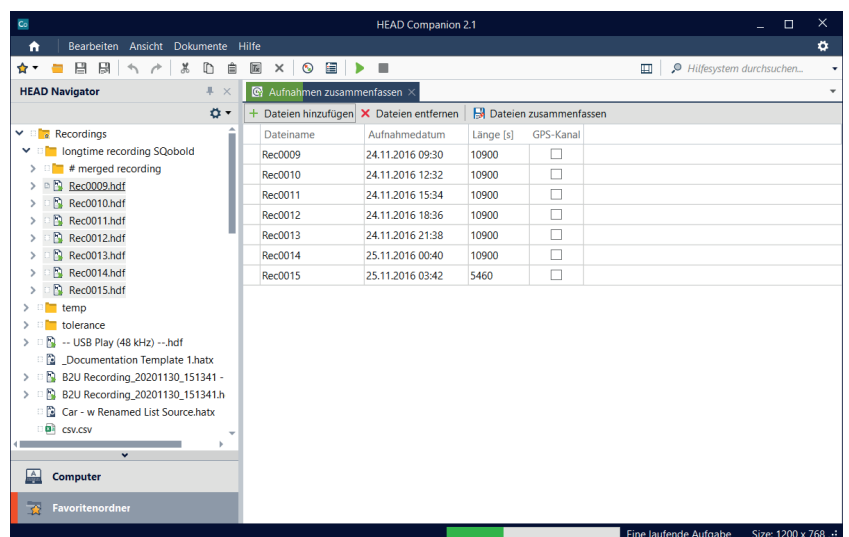 Co HEAD Companion 2.1
Bearbeiten Ansicht Dokumente Hilfe
Hilfesystem durchsuchen...
HEAD Navigator
Aufnahmen zusammenfassen
Dateien hinzufügen Dateien entfernen Dateien zusammenfassen
Recordings
longtime recording SQobold
# merged recording
Rec0009.hdf
Rec0010.hdf
Rec0011.hdf
Rec0012.hdf
Rec0013.hdf
Rec0014.hdf
Rec0015.hdf
temp
tolerance
-- USB Play (48 kHz) --.hdf
_Documentation Template 1.hatx
B2U Recording_20201130_151341 -
B2U Recording_20201130_151341.h
Car - w Renamed List Source.hatx
csv.csv
Computer
Favoritenordner
Dateiname Aufnahmedatum Länge [s] GPS-Kanal
Rec0009 24.11.2016 09:30 10900
Rec0010 24.11.2016 12:32 10900
Rec0011 24.11.2016 15:34 10900
Rec0012 24.11.2016 18:36 10900
Rec0013 24.11.2016 21:38 10900
Rec0014 25.11.2016 00:40 10900
Rec0015 25.11.2016 03:42 5460
Eine laufende Aufgabe Size: 1200 x 768